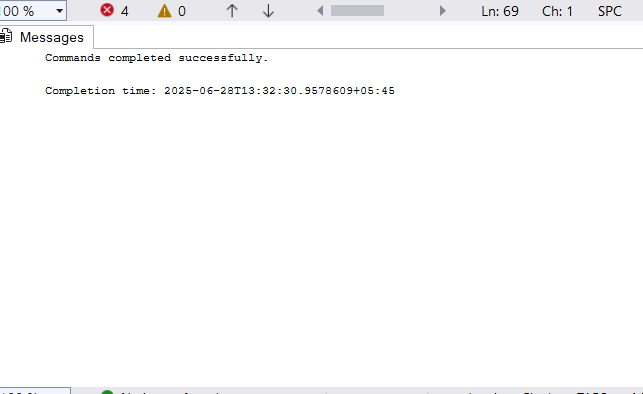 100 % 4 0 Ln: 69 Ch: 1 SPC
Messages
Commands completed successfully.
Completion time: 2025-06-28T13:32:30.9578609+05:45